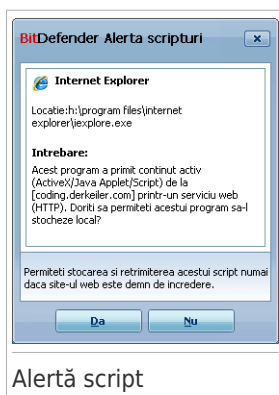 BitDefender Alerta scripturi
Internet Explorer
Locatie:h:\program files\internet
explorer\iexplore.exe
Intrebare:
Acest program a primit continut activ
(ActiveX/Java Applet/Script) de la
[coding.derkeiler.com] printr-un serviciu web
(HTTP). Doriti sa permiteti acestui program sa-l
stocheze local?
Permiteti stocarea si retrimiterea acestui script numai
daca site-ul web este demn de incredere.
Da Nu
Alertă script